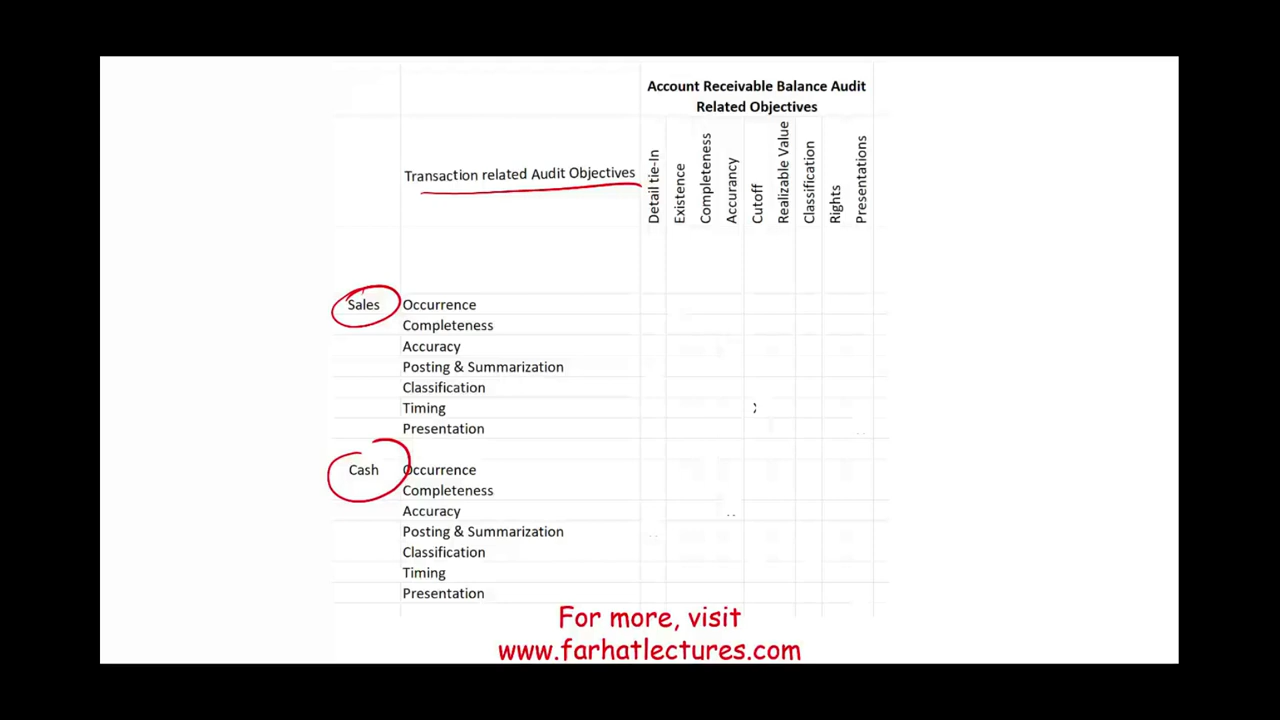 Account Receivable Balance Audit
Related Objectives
Transaction related Audit Objectives
Detail tie-In
Existence
Completeness
Accurancy
Cutoff
Realizable Value
Classification
Rights
Presentations
Sales Occurrence
Completeness
Accuracy
Posting & Summarization
Classification
Timing
Presentation
Cash Occurrence
Completeness
Accuracy
Posting & Summarization
Classification
Timing
Presentation
For more, visit
www.farhatlectures.com